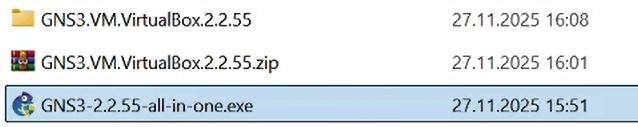 GNS3.VM.VirtualBox.2.2.55 27.11.2025 16:08
GNS3.VM.VirtualBox.2.2.55.zip 27.11.2025 16:01
GNS3-2.2.55-all-in-one.exe 27.11.2025 15:51